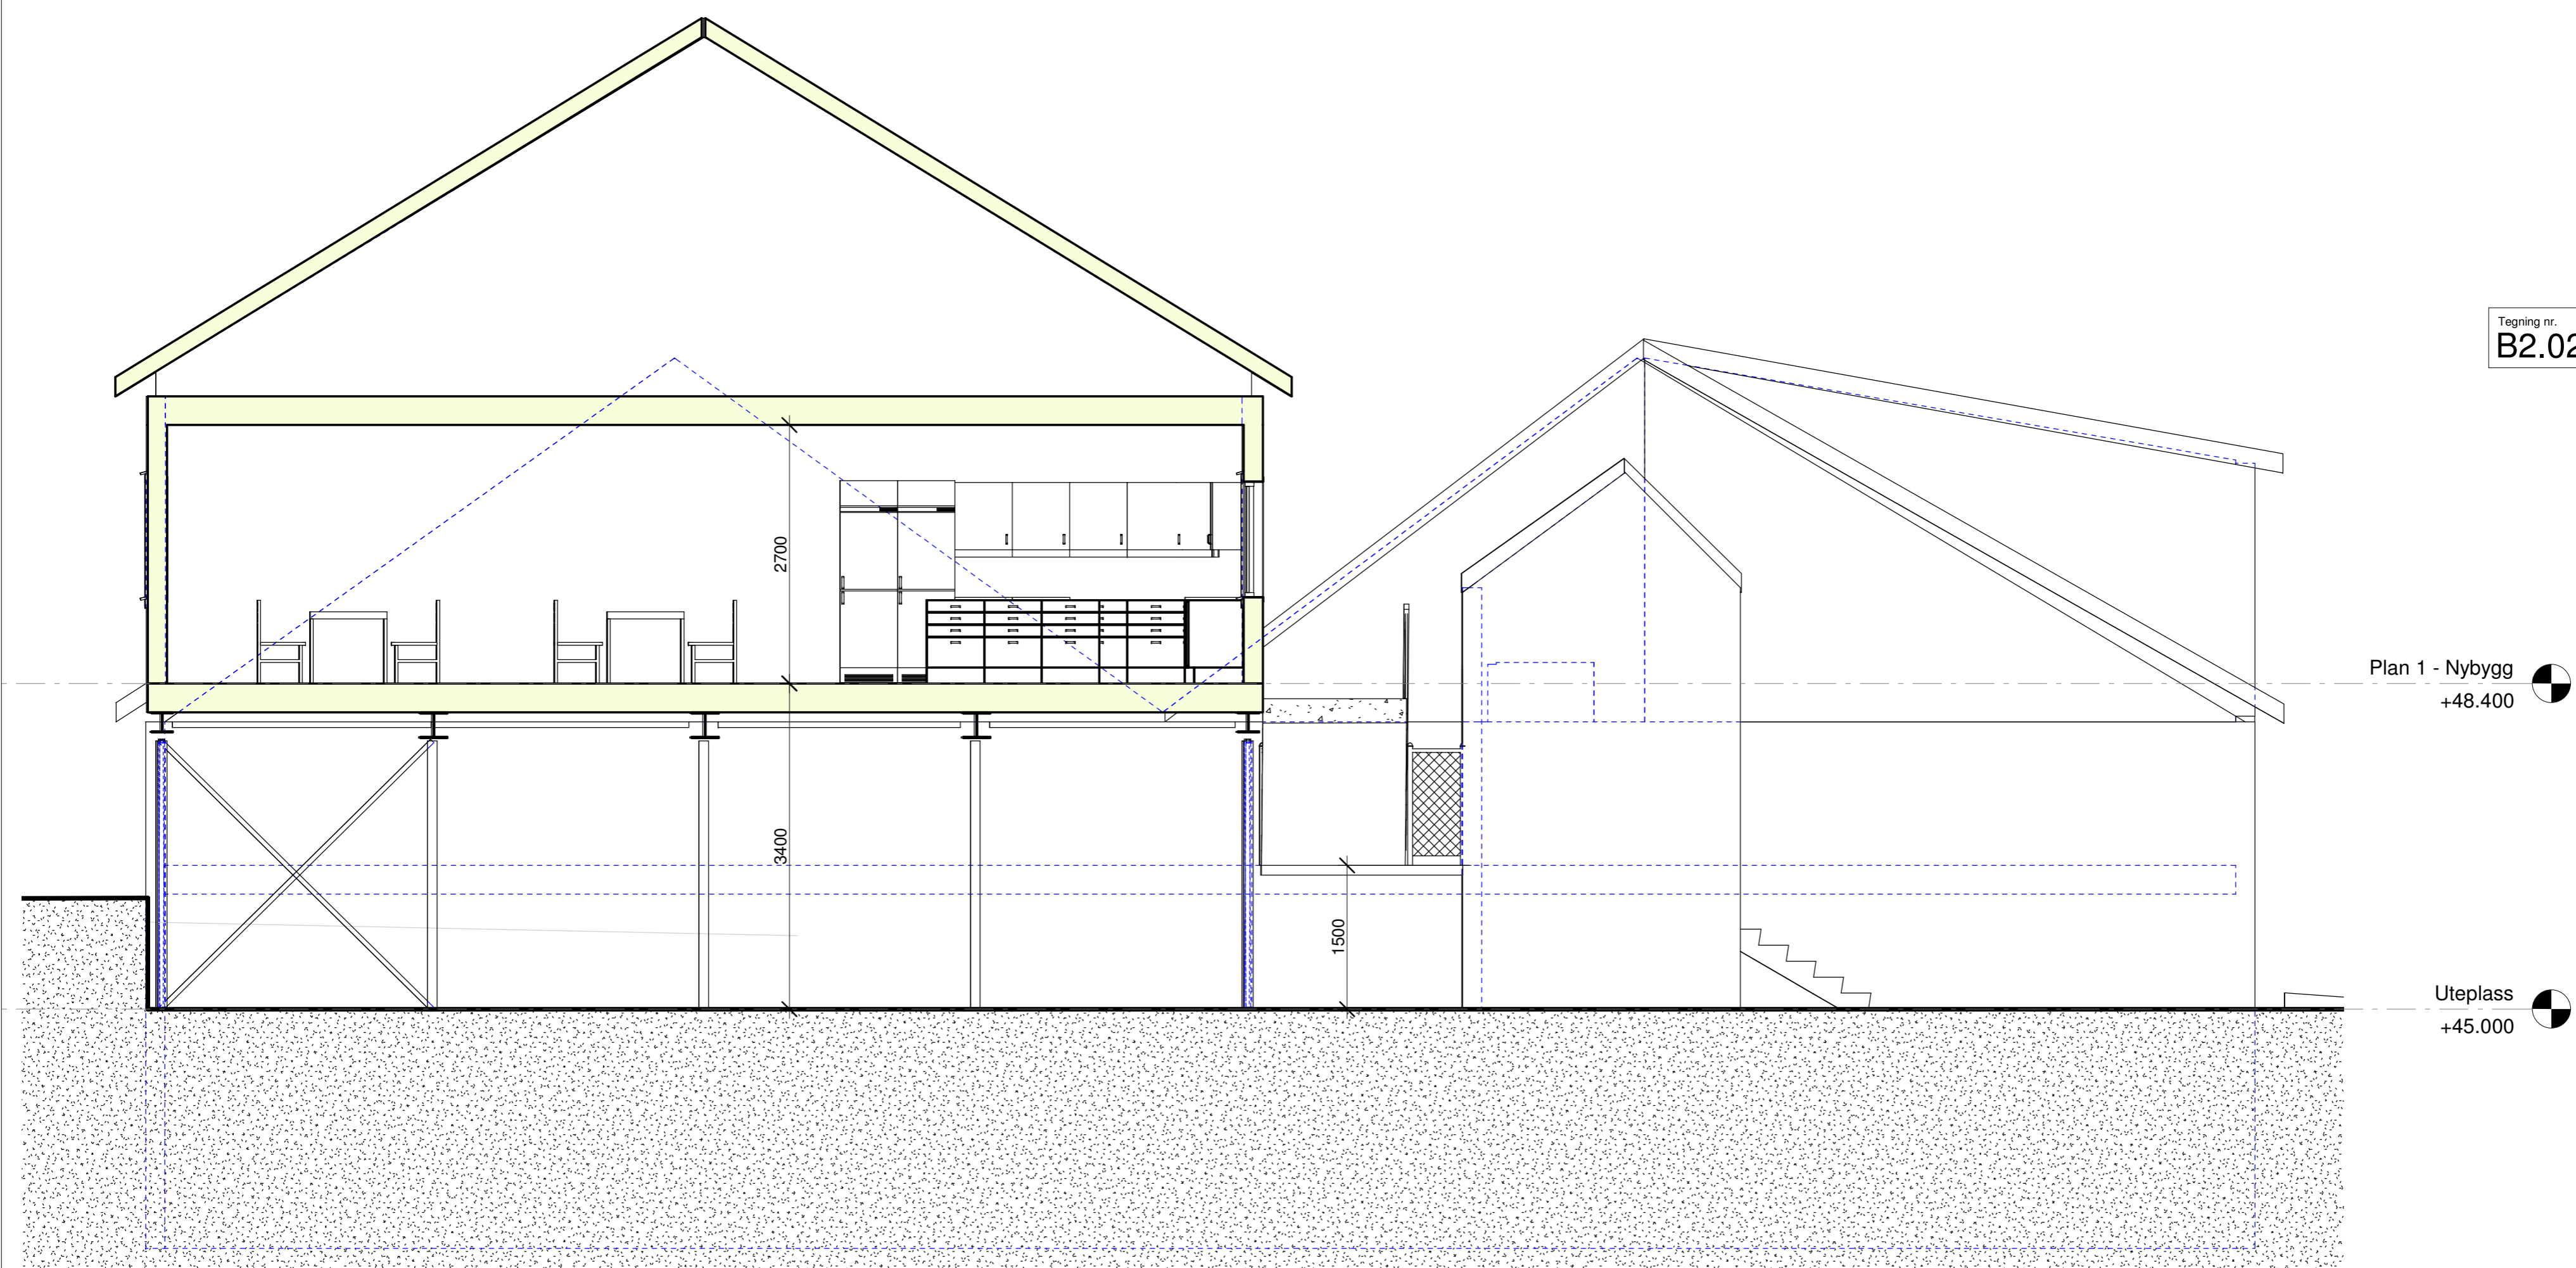 Tegning nr.
B2.02
2700
Plan 1 - Nybygg
+48.400
3400
1500
Uteplass
+45.000